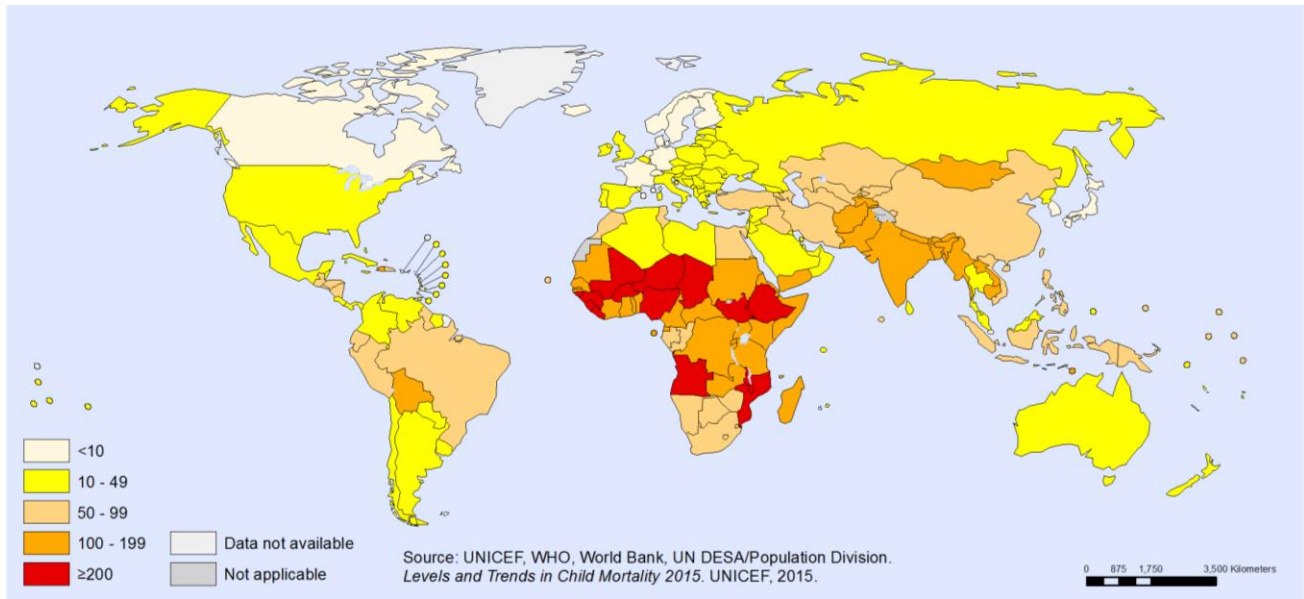 <10
10 - 49
50 - 99
100 - 199
≥200
Data not available
Not applicable
Source: UNICEF, WHO, World Bank, UN DESA/Population Division.
Levels and Trends in Child Mortality 2015. UNICEF, 2015.
0 875 1,750 3,500 Kilometers